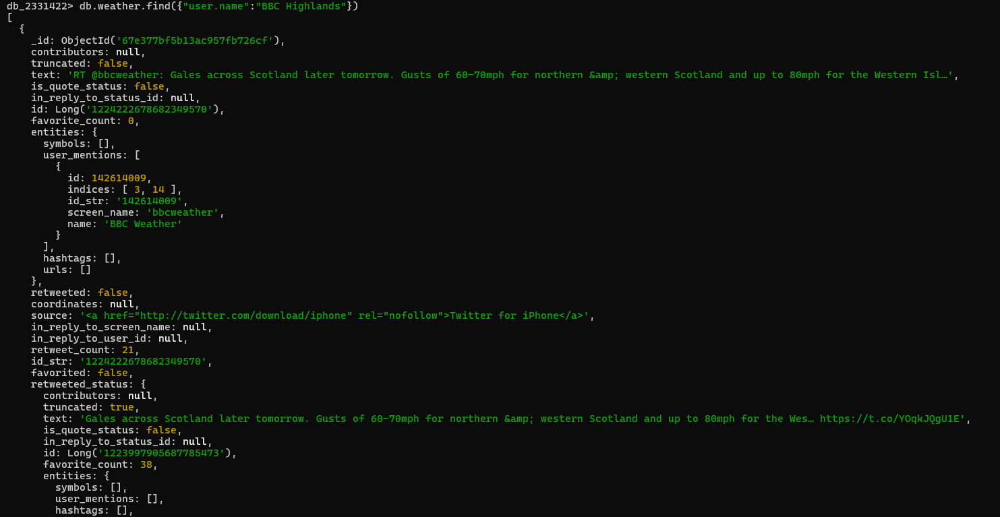 db_2331422> db.weather.find({"user.name":"BBC Highlands"})
[
  {
    _id: ObjectId('67e377bf5b13ac957fb726cf'),
    contributors: null,
    truncated: false,
    text: 'RT @bbcweather: Gales across Scotland later tomorrow. Gusts of 60-70mph for northern &amp; western Scotland and up to 80mph for the Western Isl…',
    is_quote_status: false,
    in_reply_to_status_id: null,
    id: Long('1224222678682349570'),
    favorite_count: 0,
    entities: {
      symbols: [],
      user_mentions: [
        {
          id: 142614009,
          indices: [ 3, 14 ],
          id_str: '142614009',
          screen_name: 'bbcweather',
          name: 'BBC Weather'
        }
      ],
      hashtags: [],
      urls: []
    },
    retweeted: false,
    coordinates: null,
    source: '<a href="http://twitter.com/download/iphone" rel="nofollow">Twitter for iPhone</a>',
    in_reply_to_screen_name: null,
    in_reply_to_user_id: null,
    retweet_count: 21,
    id_str: '1224222678682349570',
    favorited: false,
    retweeted_status: {
      contributors: null,
      truncated: true,
      text: 'Gales across Scotland later tomorrow. Gusts of 60-70mph for northern &amp; western Scotland and up to 80mph for the Wes… https://t.co/YOqkJQgU1E',
      is_quote_status: false,
      in_reply_to_status_id: null,
      id: Long('1223997905687785473'),
      favorite_count: 38,
      entities: {
        symbols: [],
        user_mentions: [],
        hashtags: [],